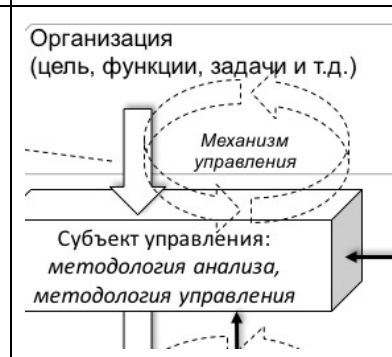 Организация
(цель, функции, задачи и т.д.)
Механизм
управления
Субъект управления:
методология анализа,
методология управления